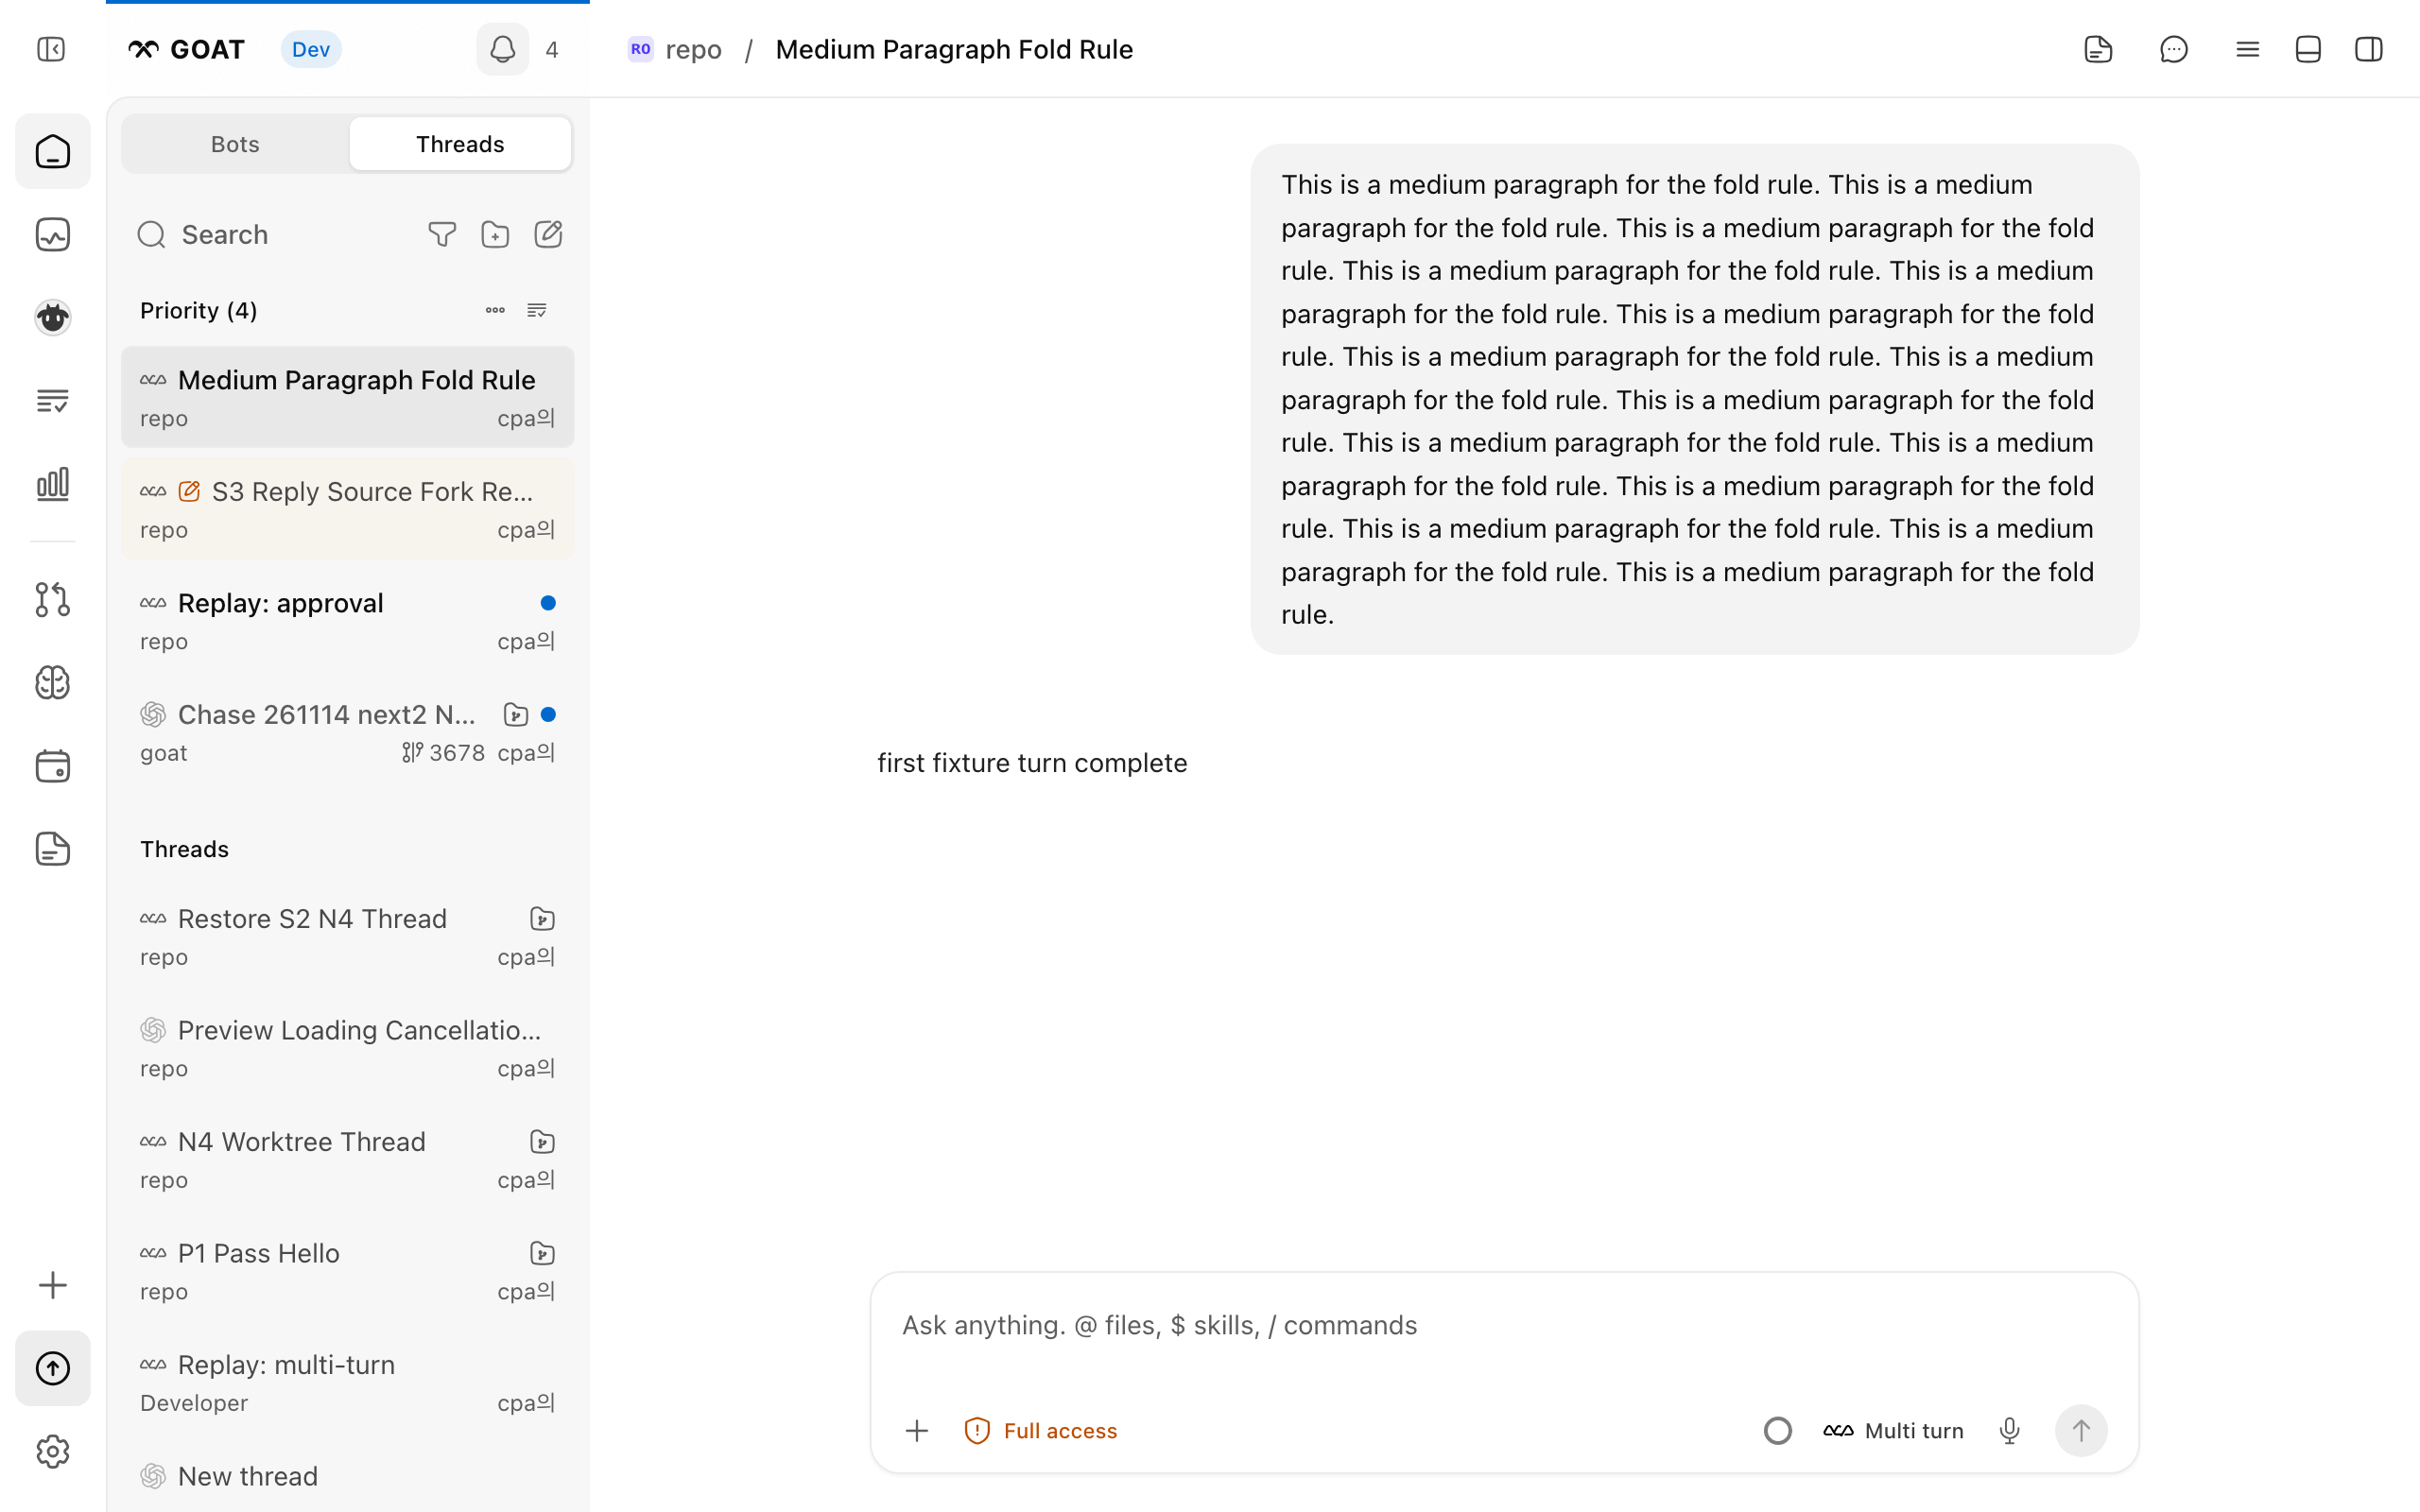 GOAT
Dev
4
RO repo / Medium Paragraph Fold Rule
Bots
Threads
Search
Priority (4)
Medium Paragraph Fold Rule
repo
cpa의
S3 Reply Source Fork Re...
repo
cpa의
Replay: approval
repo
cpa의
Chase 261114 next2 N...
goat
3678 cpa의
Threads
Restore S2 N4 Thread
repo
cpa의
Preview Loading Cancellatio...
repo
cpa의
N4 Worktree Thread
repo
cpa의
P1 Pass Hello
repo
cpa의
Replay: multi-turn
Developer
cpa의
New thread
This is a medium paragraph for the fold rule. This is a medium
paragraph for the fold rule. This is a medium paragraph for the fold
rule. This is a medium paragraph for the fold rule. This is a medium
paragraph for the fold rule. This is a medium paragraph for the fold
rule. This is a medium paragraph for the fold rule. This is a medium
paragraph for the fold rule. This is a medium paragraph for the fold
rule. This is a medium paragraph for the fold rule. This is a medium
paragraph for the fold rule. This is a medium paragraph for the fold
rule. This is a medium paragraph for the fold rule. This is a medium
paragraph for the fold rule. This is a medium paragraph for the fold
rule.
first fixture turn complete
Ask anything. @ files, $ skills, / commands
Full access
Multi turn